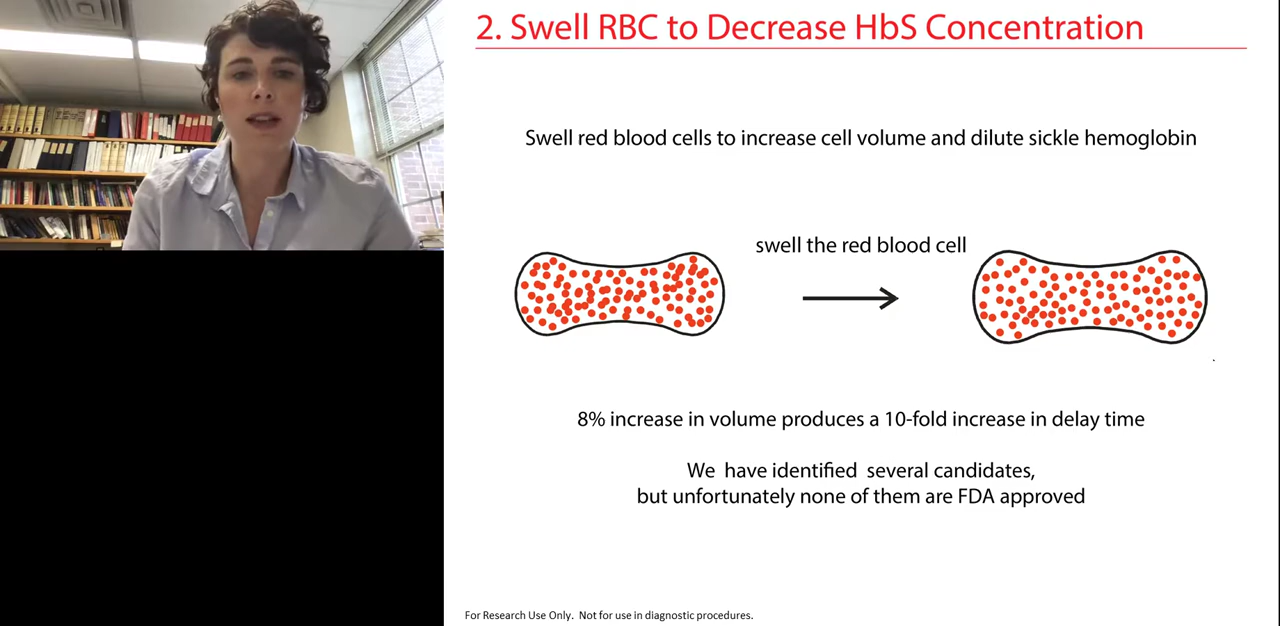 2. Swell RBC to Decrease HbS Concentration
Swell red blood cells to increase cell volume and dilute sickle hemoglobin
swell the red blood cell
8% increase in volume produces a 10-fold increase in delay time
We have identified several candidates,
but unfortunately none of them are FDA approved
For Research Use Only. Not for use in diagnostic procedures.